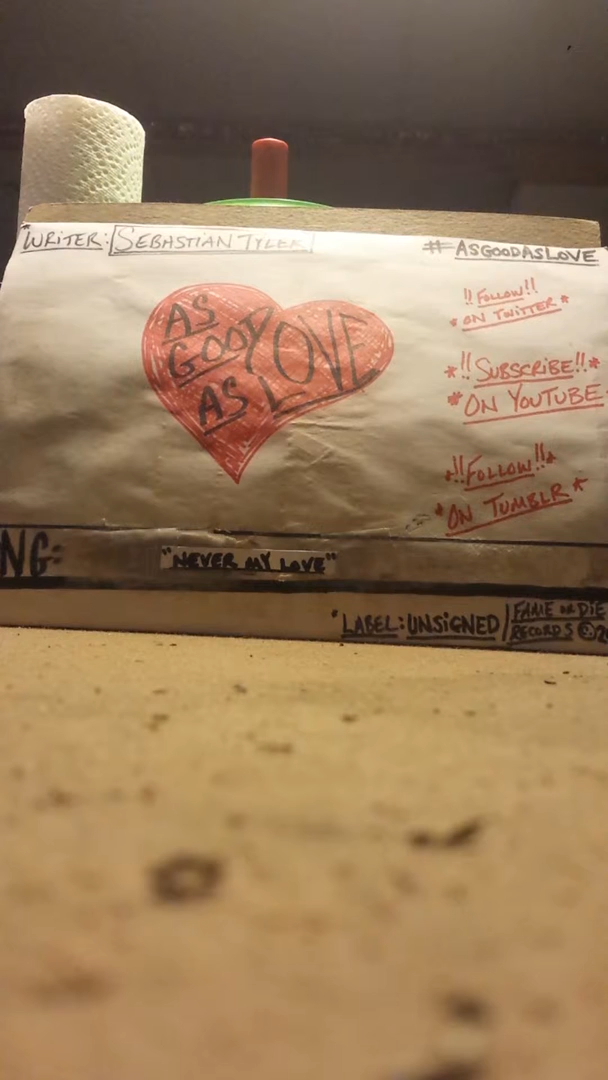 *WRITER: SEBASTIAN TYLER
#ASGOODASLOVE
AS
GOOD
AS LOVE
!!FOLLOW!!
*ON TWITTER*
*!!SUBSCRIBE!!*
*ON YOUTUBE
*!!FOLLOW!!*
*ON TUMBLR*
NG:
"NEVER MY LOVE"
*LABEL: UNSIGNED/
FAME OR DIE
RECORDS ©2